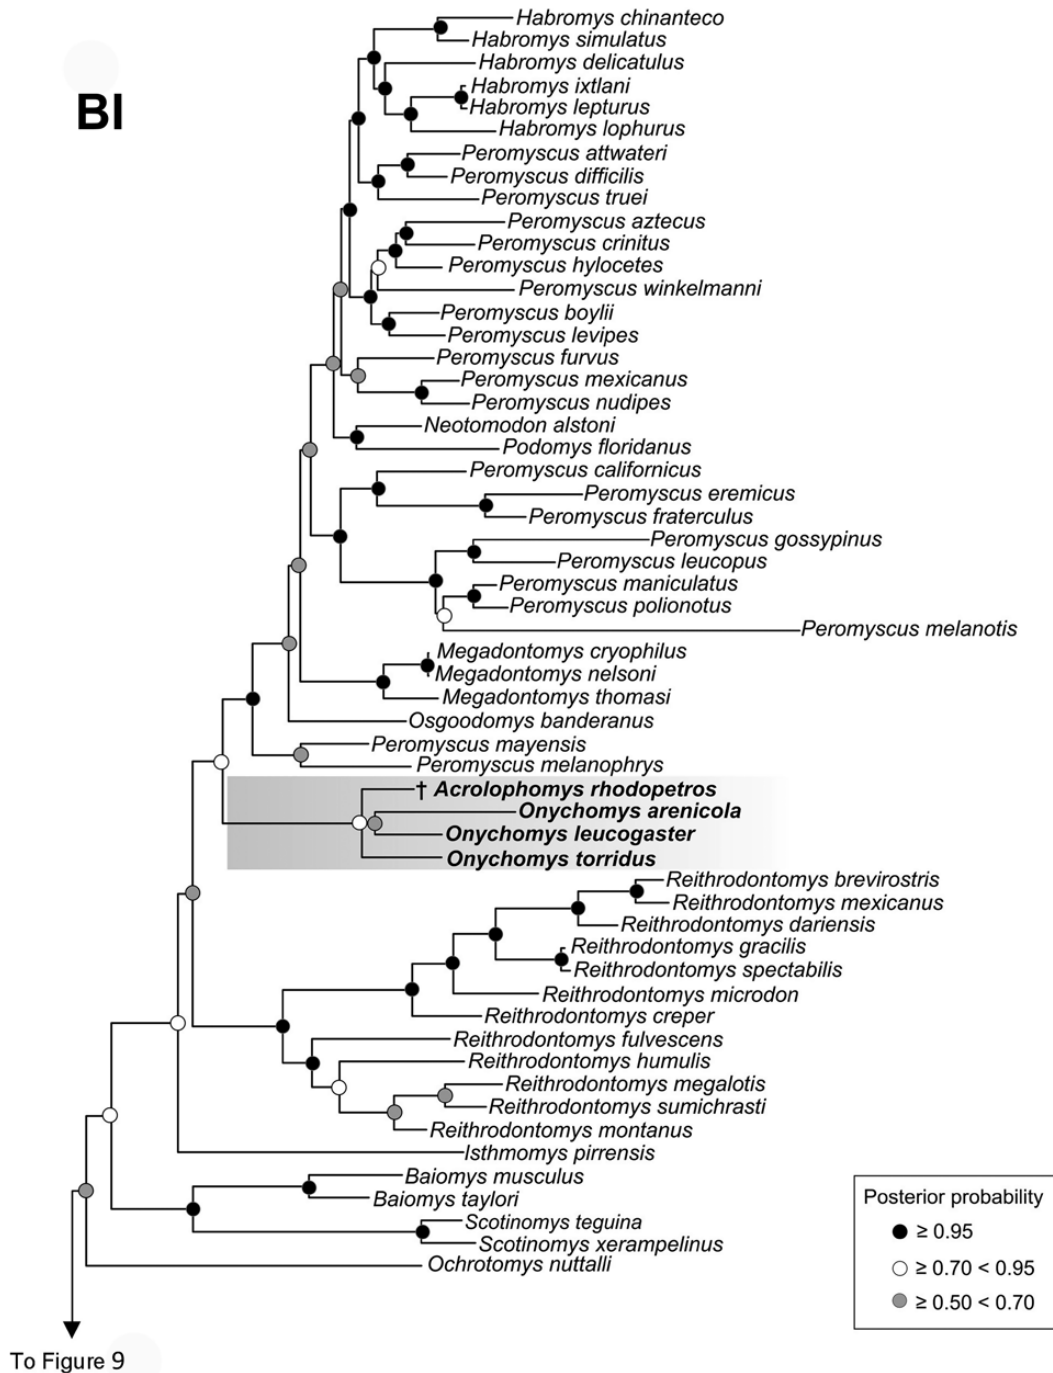 BI
Habromys chinanteco
Habromys simulatus
Habromys delicatulus
Habromys ixtlani
Habromys lepturus
Habromys lophurus
Peromyscus attwateri
Peromyscus difficilis
Peromyscus truei
Peromyscus aztecus
Peromyscus crinitus
Peromyscus hylocetes
Peromyscus winkelmanni
Peromyscus boylii
Peromyscus levipes
Peromyscus furvus
Peromyscus mexicanus
Peromyscus nudipes
Neotomodon alstoni
Podomys floridanus
Peromyscus californicus
Peromyscus eremicus
Peromyscus fraterculus
Peromyscus gossypinus
Peromyscus leucopus
Peromyscus maniculatus
Peromyscus polionotus
Peromyscus melanotis
Megadontomys cryophilus
Megadontomys nelsoni
Megadontomys thomasi
Osgoodomys banderanus
Peromyscus mayensis
Peromyscus melanophrys
† Acrolophomys rhodopetros
Onychomys arenicola
Onychomys leucogaster
Onychomys torridus
Reithrodontomys brevirostris
Reithrodontomys mexicanus
Reithrodontomys dariensis
Reithrodontomys gracilis
Reithrodontomys spectabilis
Reithrodontomys microdon
Reithrodontomys creper
Reithrodontomys fulvescens
Reithrodontomys humulis
Reithrodontomys megalotis
Reithrodontomys sumichrasti
Reithrodontomys montanus
Isthmomys pirrensis
Baiomys musculus
Baiomys taylori
Scotinomys teguina
Scotinomys xerampelinus
Ochrotomys nuttalli
Posterior probability
≥ 0.95
≥ 0.70 < 0.95
≥ 0.50 < 0.70
To Figure 9